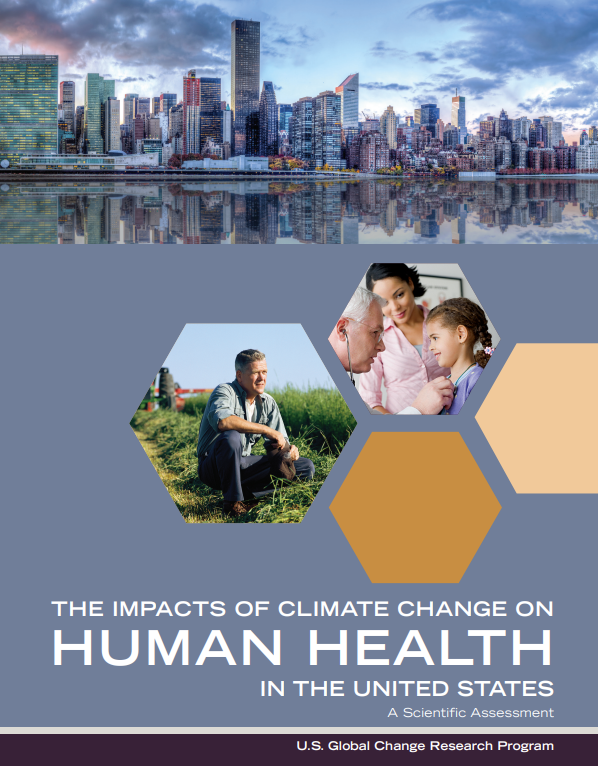 THE IMPACTS OF CLIMATE CHANGE ON
HUMAN HEALTH
IN THE UNITED STATES
A Scientific Assessment
U.S. Global Change Research Program